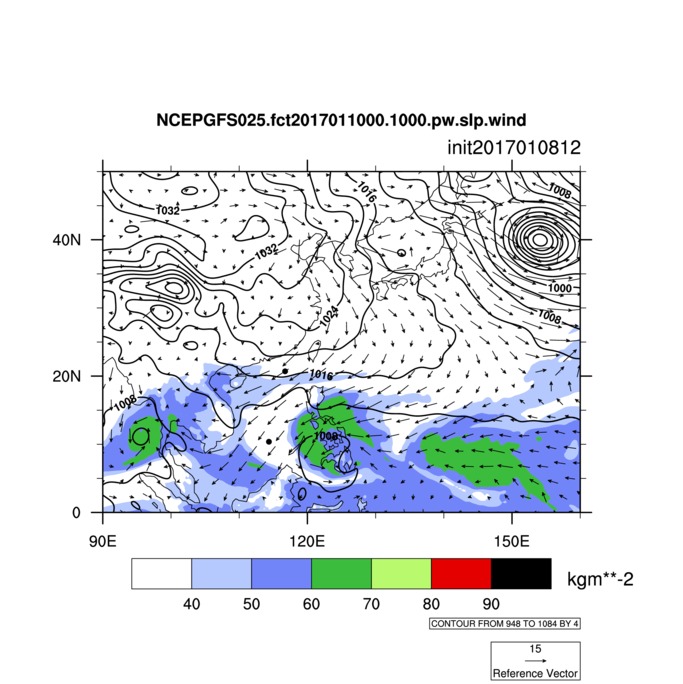 NCEPGFS025.fct2017011000.1000.pw.slp.wind
init2017010812
1008
1016
1032
40N
1032
1000
1008
1024
20N
1016
1008
1008
0
90E 120E 150E
40 50 60 70 80 90
kgm**-2
CONTOUR FROM 948 TO 1084 BY 4
15
Reference Vector